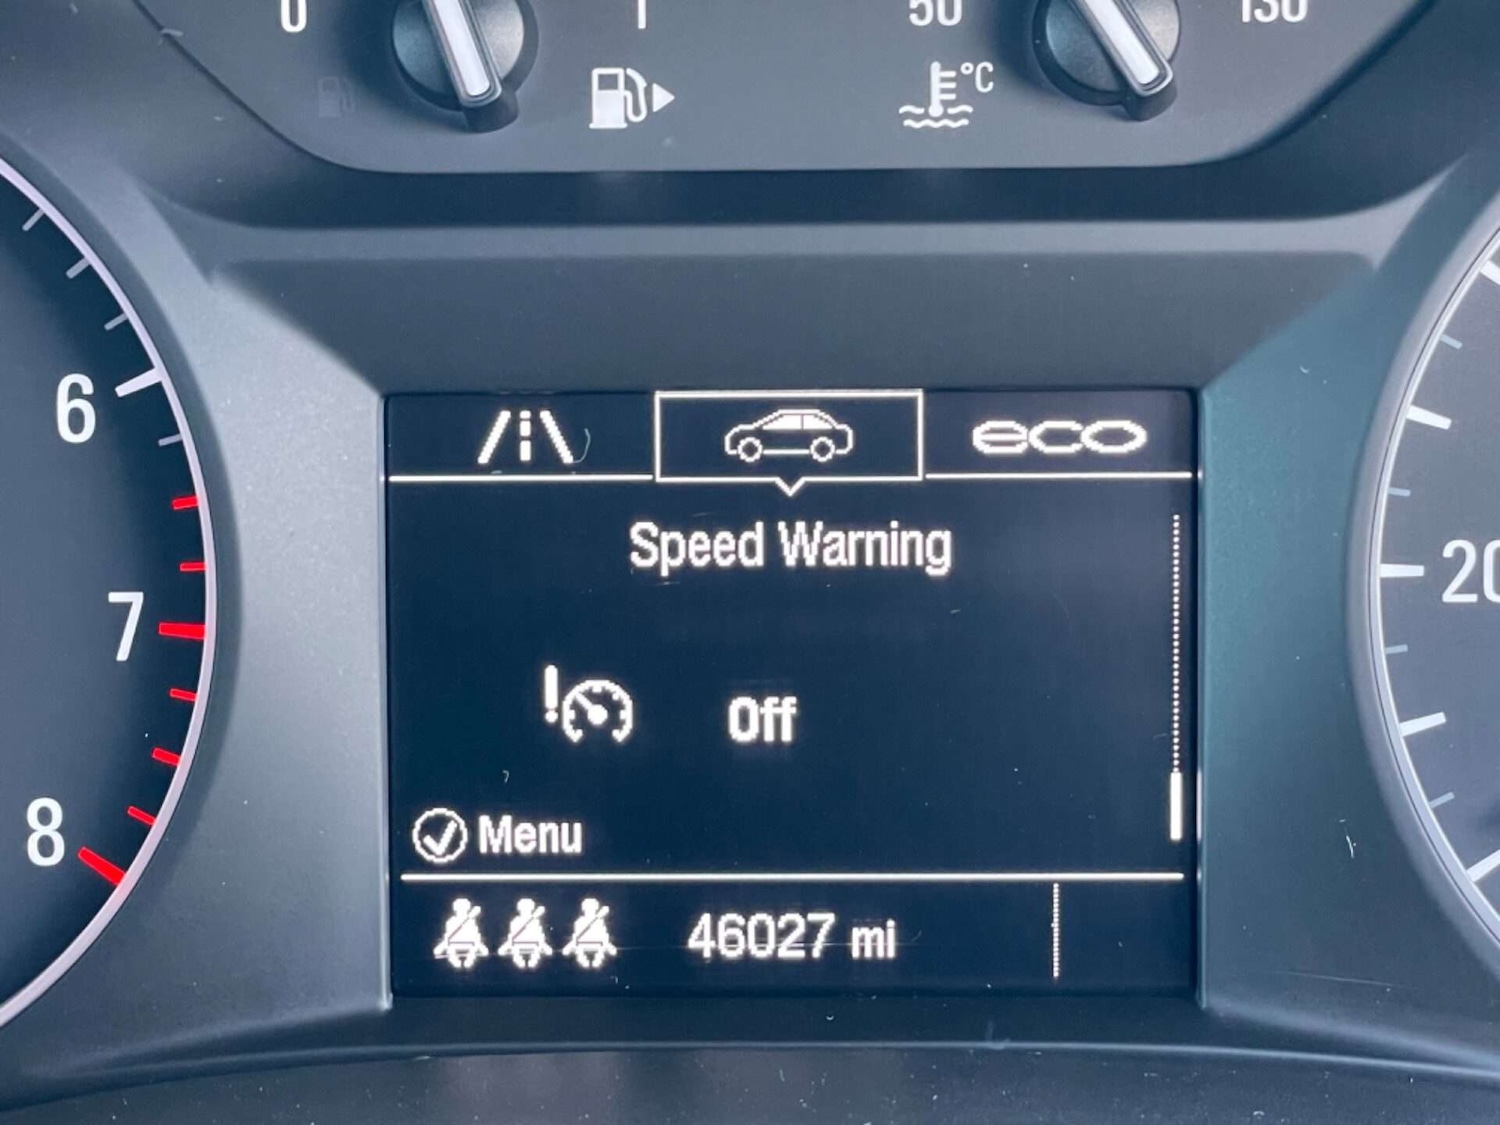 0 1 50 130
°C
6
eco
Speed Warning
20
7
Off
8
Menu
46027 mi